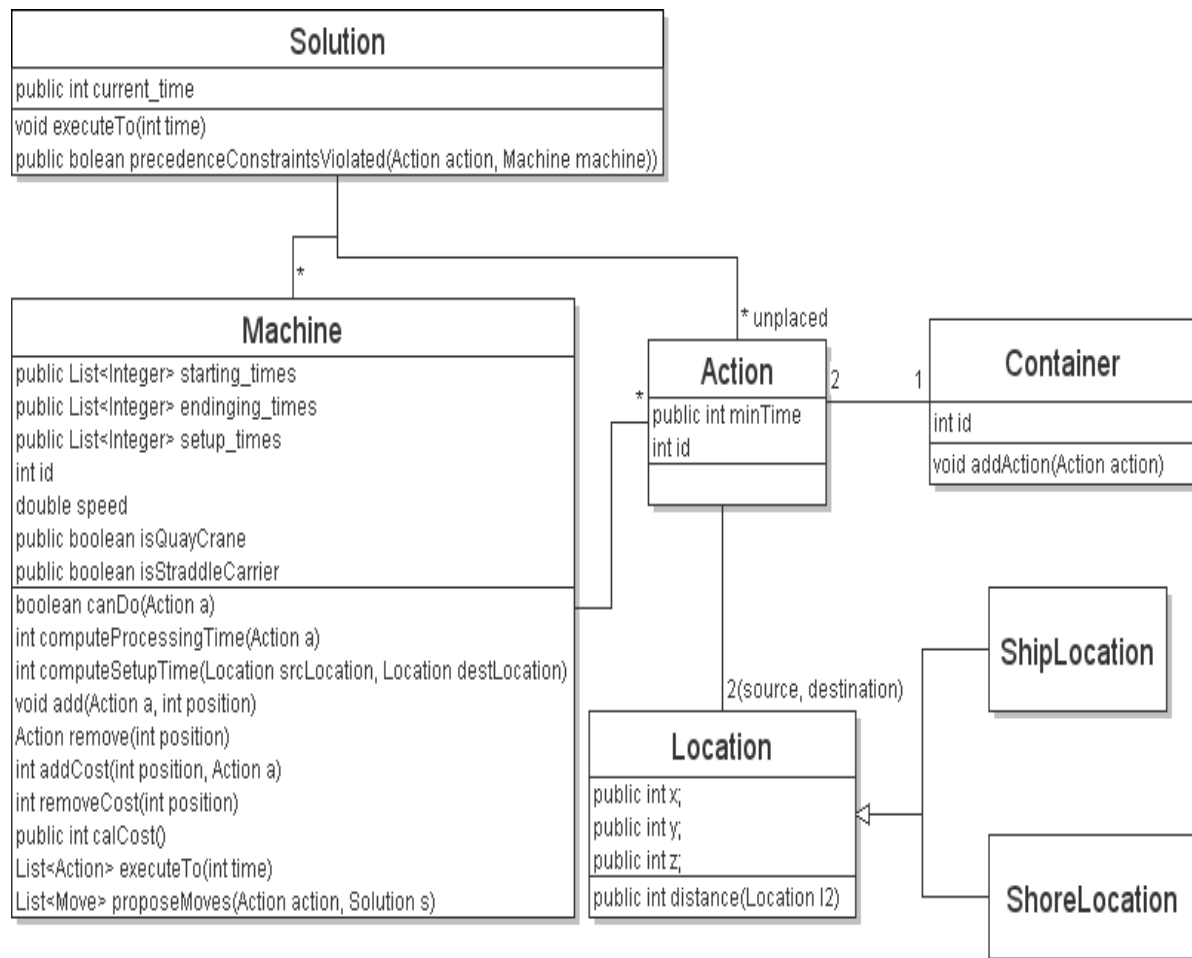 Solution
public int current_time
void executeTo(int time)
public bolean precedenceConstraintsViolated(Action action, Machine machine))
*
* unplaced
Machine
public List<Integer> starting_times
public List<Integer> endinging_times
public List<Integer> setup_times
int id
double speed
public boolean isQuayCrane
public boolean isStraddleCarrier
boolean canDo(Action a)
int computeProcessingTime(Action a)
int computeSetupTime(Location srcLocation, Location destLocation)
void add(Action a, int position)
Action remove(int position)
int addCost(int position, Action a)
int removeCost(int position)
public int calCost()
List<Action> executeTo(int time)
List<Move> proposeMoves(Action action, Solution s)
*
Action
public int minTime
int id
2
1
Container
int id
void addAction(Action action)
2(source, destination)
Location
public int x;
public int y;
public int z;
public int distance(Location l2)
ShipLocation
ShoreLocation